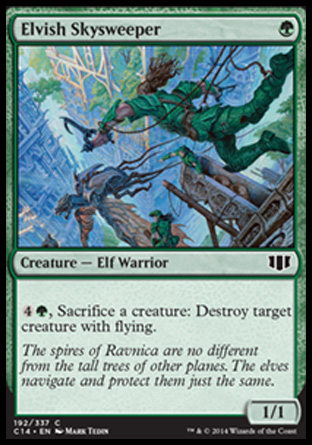 Elvish Skysweeper
Creature — Elf Warrior
4, Sacrifice a creature: Destroy target
creature with flying.
The spires of Ravnica are no different
from the tall trees of other planes. The elves
navigate and protect them just the same.
1/1
192/337 C
C14 • EN Mark Tedin
™ & © 2014 Wizards of the Coast